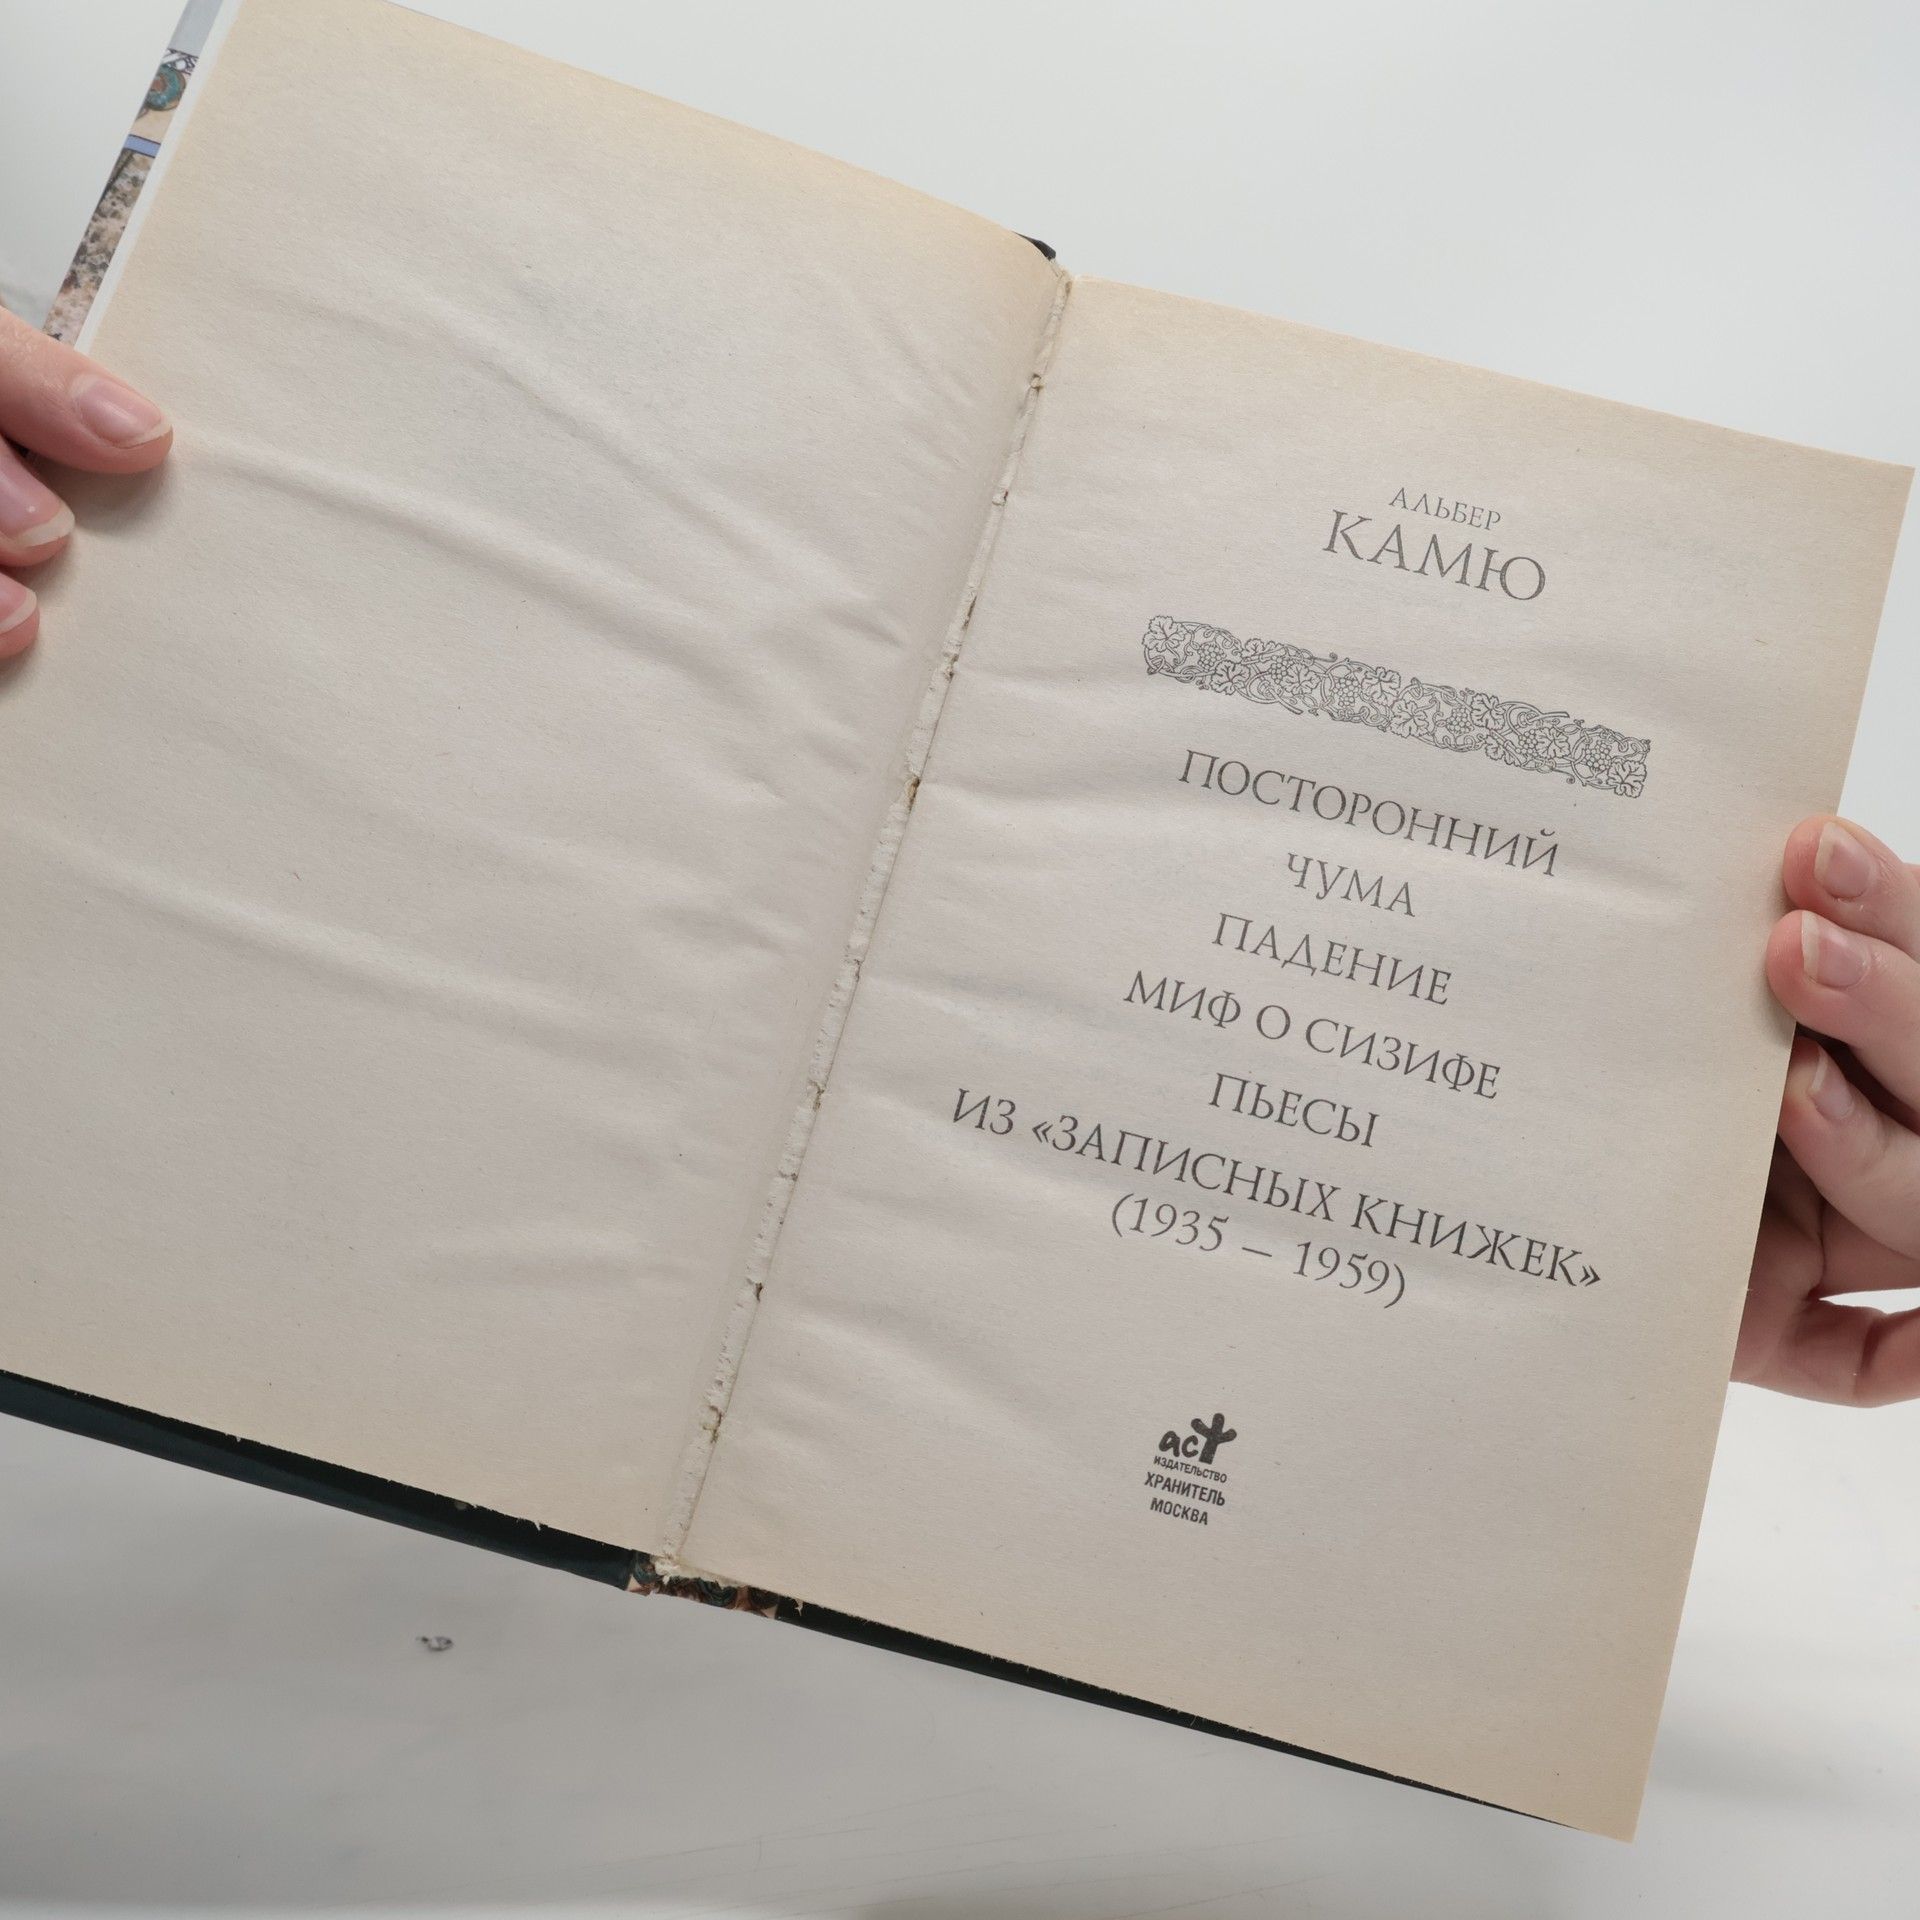 АЛЬБЕР
КАМЮ
ПОСТОРОННИЙ
ЧУМА
ПАДЕНИЕ
МИФ О СИЗИФЕ
ПЬЕСЫ
ИЗ «ЗАПИСНЫХ КНИЖЕК»
(1935 – 1959)
аст
ИЗДАТЕЛЬСТВО
ХРАНИТЕЛЬ
МОСКВА